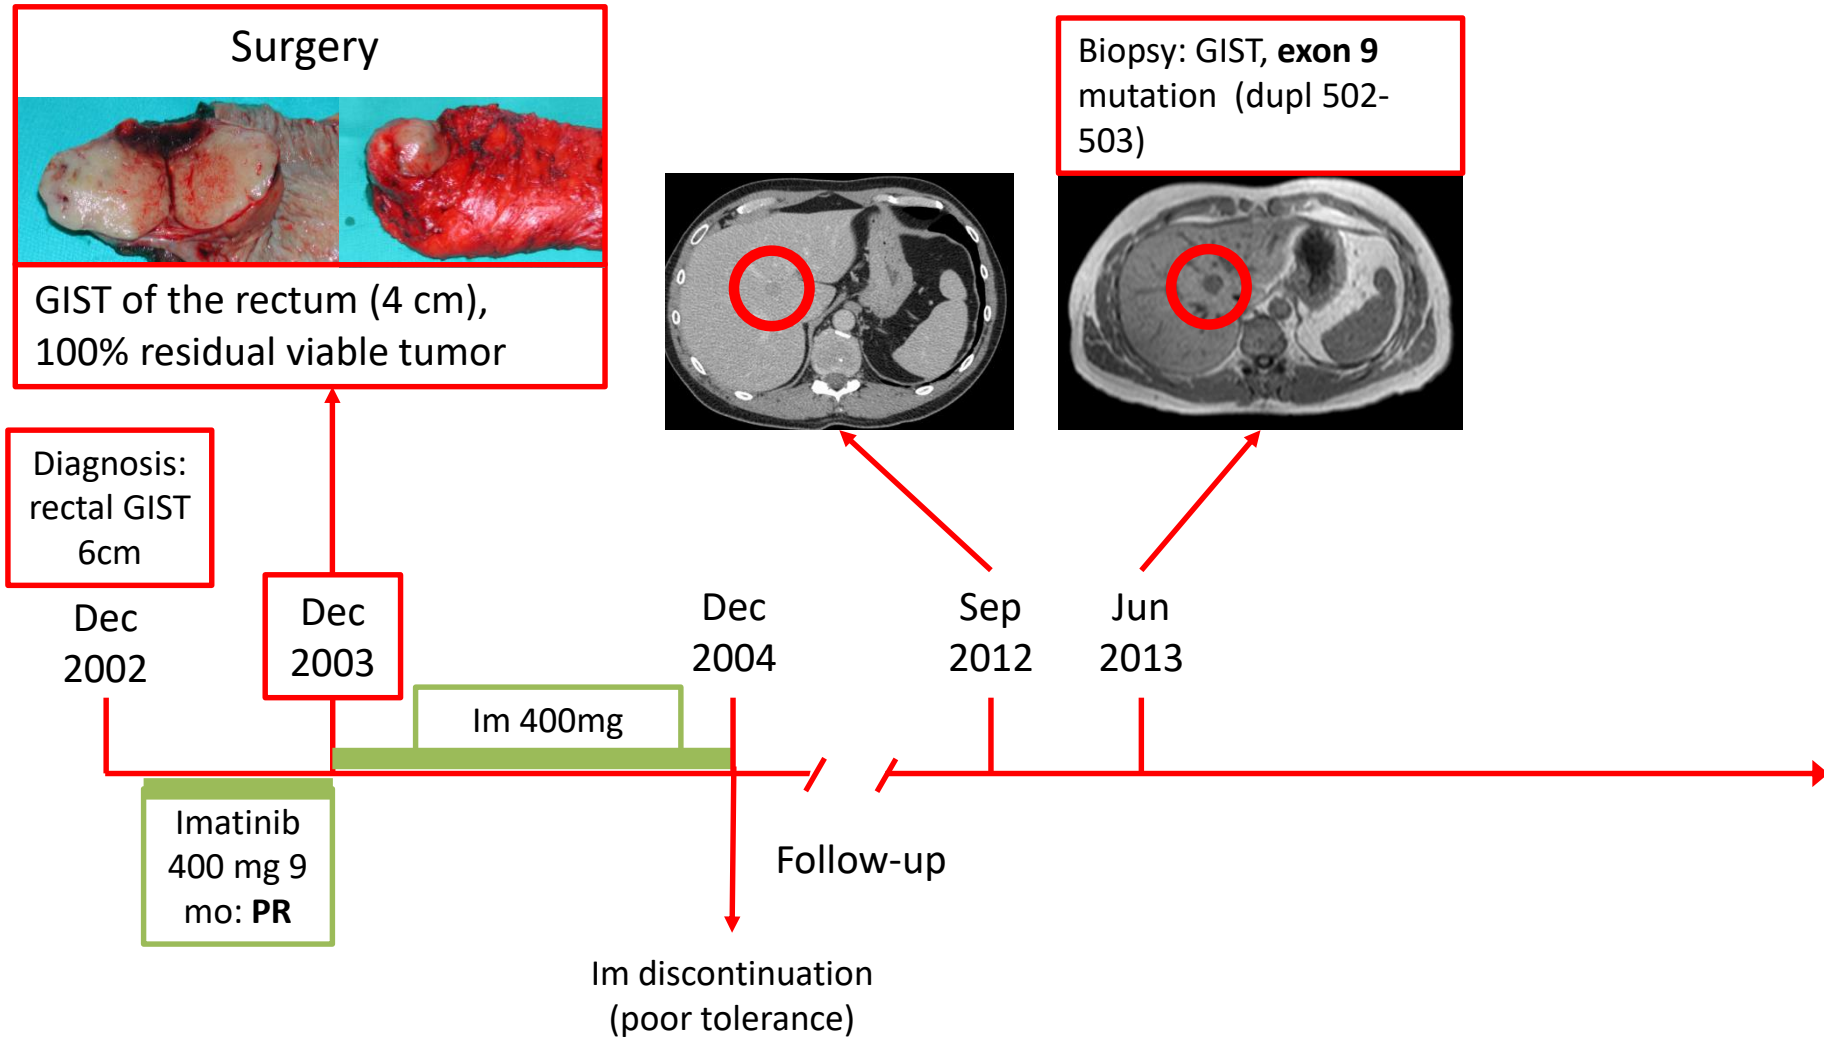 Surgery
GIST of the rectum (4 cm),
100% residual viable tumor
Biopsy: GIST, exon 9
mutation  (dupl 502-
503)
Diagnosis:
rectal GIST
6cm
Dec
2002
Dec
2003
Dec
2004
Sep
2012
Jun
2013
Im 400mg
Imatinib
400 mg 9
mo: PR
Follow-up
Im discontinuation
(poor tolerance)